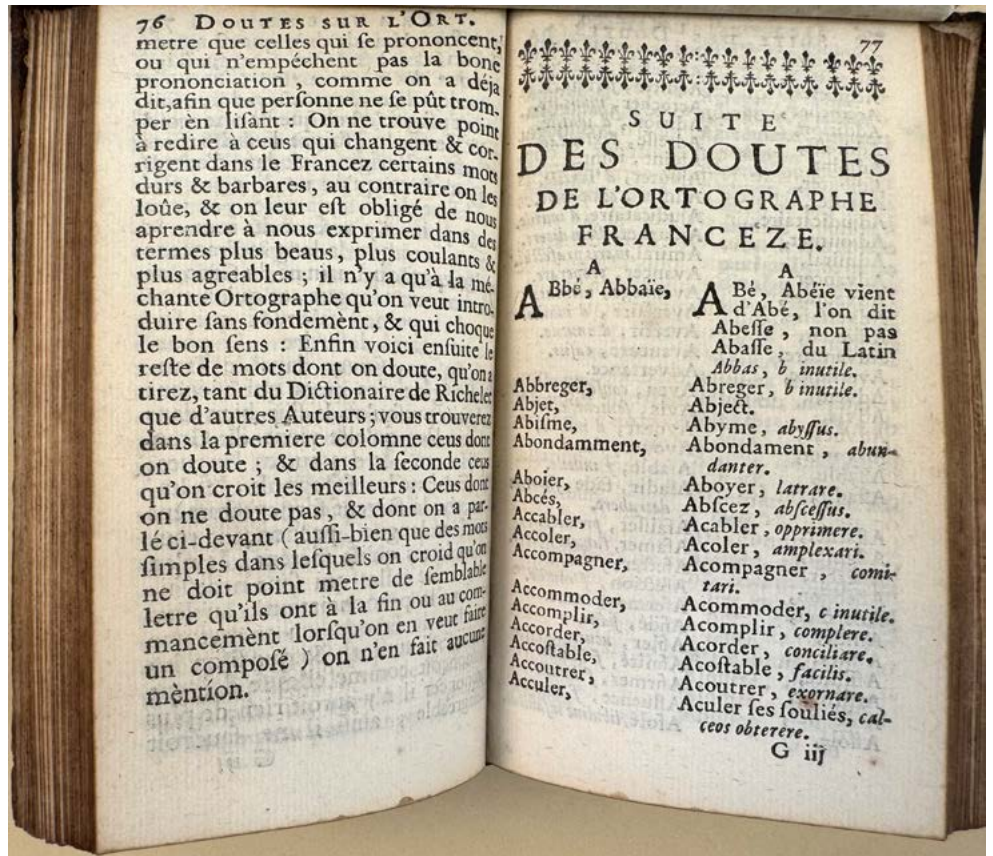 76 DOUTES SUR L'ORT.
metre que celles qui ſe prononcent,
ou qui n'empéchent pas la bone
prononciation, comme on a déja
dit, afin que perſonne ne ſe pût trom-
per èn liſant : On ne trouve point
à redire à ceus qui changent & cor-
rigent dans le Francez certains mots
durs & barbares, au contraire on les
loûe, & on leur eſt obligé de nous
aprendre à nous exprimer dans des
termes plus beaus, plus coulants &
plus agreables ; il n'y a qu'à la mé-
chante Ortographe qu'on veut intro-
duire ſans fondemènt, & qui choque
le bon ſens : Enfin voici enſuite le
reſte de mots dont on doute, qu'on a
tirez, tant du Dictionaire de Richelet
que d'autres Auteurs ; vous trouverez
dans la premiere colomne ceus dont
on doute ; & dans la ſeconde ceus
qu'on croit les meilleurs : Ceus dont
on ne doute pas, & dont on a par-
lé ci-devant ( auſſi-bien que des mots
ſimples dans leſquels on croid qu'on
ne doit point metre de ſemblable
letre qu'ils ont à la fin ou au com-
mancemènt lorſqu'on en veut faire
un compoſé ) on n'en fait aucune
mèntion.
77
SUITE
DES DOUTES
DE L'ORTOGRAPHE
FRANCEZE.
A
ABbé, Abbaïe,
Abbreger,
Abjet,
Abiſme,
Abondamment,
Aboier,
Abcés,
Accabler,
Accoler,
Accompagner,
Accommoder,
Accomplir,
Accorder,
Accoſtable,
Accoutrer,
Acculer,
A
ABé, Abéïe vient
d'Abé, l'on dit
Abeſſe, non pas
Abaſſe, du Latin
Abbas, b inutile.
Abreger, b inutile.
Abject.
Abyme, abyſſus.
Abondament, abun-
danter.
Aboyer, latrare.
Abſcez, abſceſſus.
Acabler, opprimere.
Acoler, amplexari.
Acompagner, comi-
tari.
Acommoder, c inutile.
Acomplir, complere.
Acorder, conciliare.
Acoſtable, facilis.
Acoutrer, exornare.
Aculer ſes ſouliés, cal-
ceos obterere.
G iij